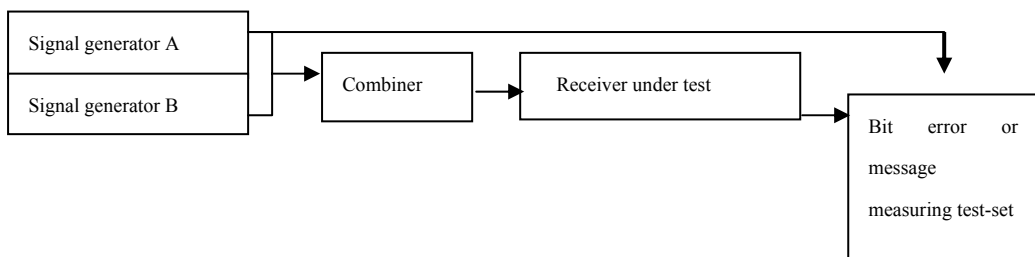 Signal generator A
Signal generator B
Combiner
Receiver under test
Bit error or
message
measuring test-set